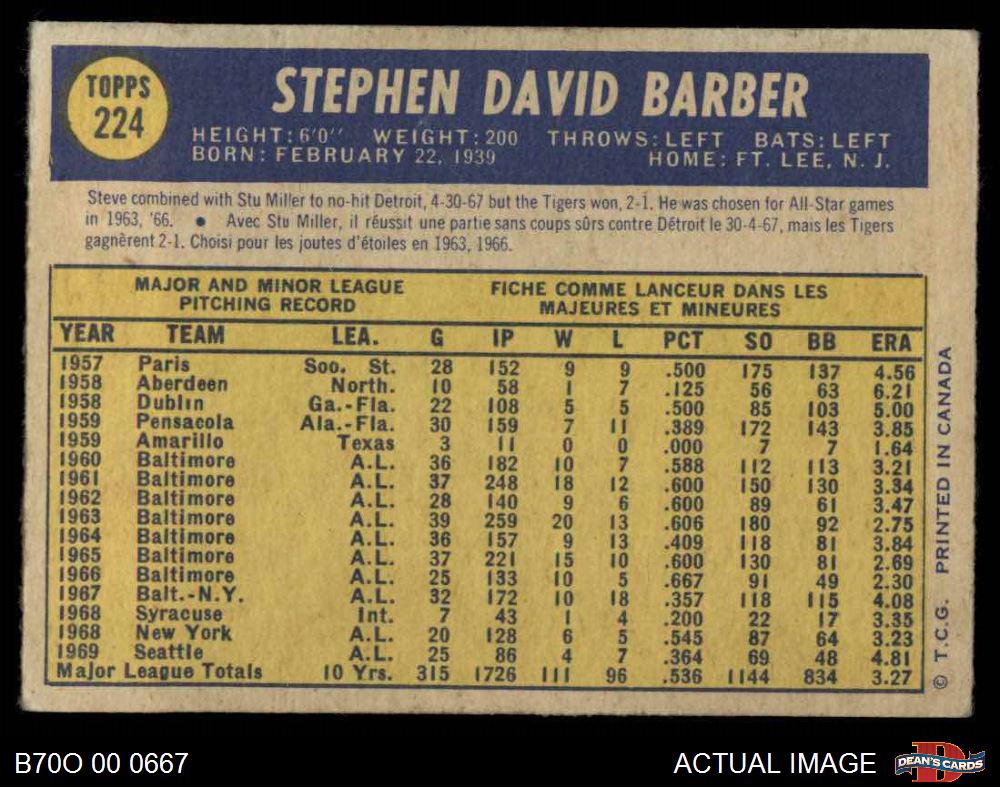 TOPPS
224
STEPHEN DAVID BARBER
HEIGHT: 6'0" WEIGHT: 200 THROWS: LEFT BATS: LEFT
BORN: FEBRUARY 22, 1939 HOME: FT. LEE, N. J.
Steve combined with Stu Miller to no-hit Detroit, 4-30-67 but the Tigers won, 2-1. He was chosen for All-Star games
in 1963, '66. • Avec Stu Miller, il réussit une partie sans coups sûrs contre Détroit le 30-4-67, mais les Tigers
gagnèrent 2-1. Choisi pour les joutes d'étoiles en 1963, 1966.
MAJOR AND MINOR LEAGUE FICHE COMME LANCEUR DANS LES
PITCHING RECORD MAJEURES ET MINEURES
YEAR TEAM LEA. G IP W L PCT SO BB ERA
1957 Paris Soo. St. 28 152 9 9 .500 175 137 4.56
1958 Aberdeen North. 10 58 1 7 .125 56 63 6.21
1958 Dublin Ga.-Fla. 22 108 5 5 .500 85 103 5.00
1959 Pensacola Ala.-Fla. 30 159 7 11 .389 172 143 3.85
1959 Amarillo Texas 3 11 0 0 .000 7 7 1.64
1960 Baltimore A.L. 36 182 10 7 .588 112 113 3.21
1961 Baltimore A.L. 37 248 18 12 .600 150 130 3.34
1962 Baltimore A.L. 28 140 9 6 .600 89 61 3.47
1963 Baltimore A.L. 39 259 20 13 .606 180 92 2.75
1964 Baltimore A.L. 36 157 9 13 .409 118 81 3.84
1965 Baltimore A.L. 37 221 15 10 .600 130 81 2.69
1966 Baltimore A.L. 25 133 10 5 .667 91 49 2.30
1967 Balt.-N.Y. A.L. 32 172 10 18 .357 118 115 4.08
1968 Syracuse Int. 7 43 1 4 .200 22 17 3.35
1968 New York A.L. 20 128 6 5 .545 87 64 3.23
1969 Seattle A.L. 25 86 4 7 .364 69 48 4.81
Major League Totals 10 Yrs. 315 1726 111 96 .536 1144 834 3.27
© T.C.G. PRINTED IN CANADA
B70O 00 0667 ACTUAL IMAGE DEAN'S CARDS